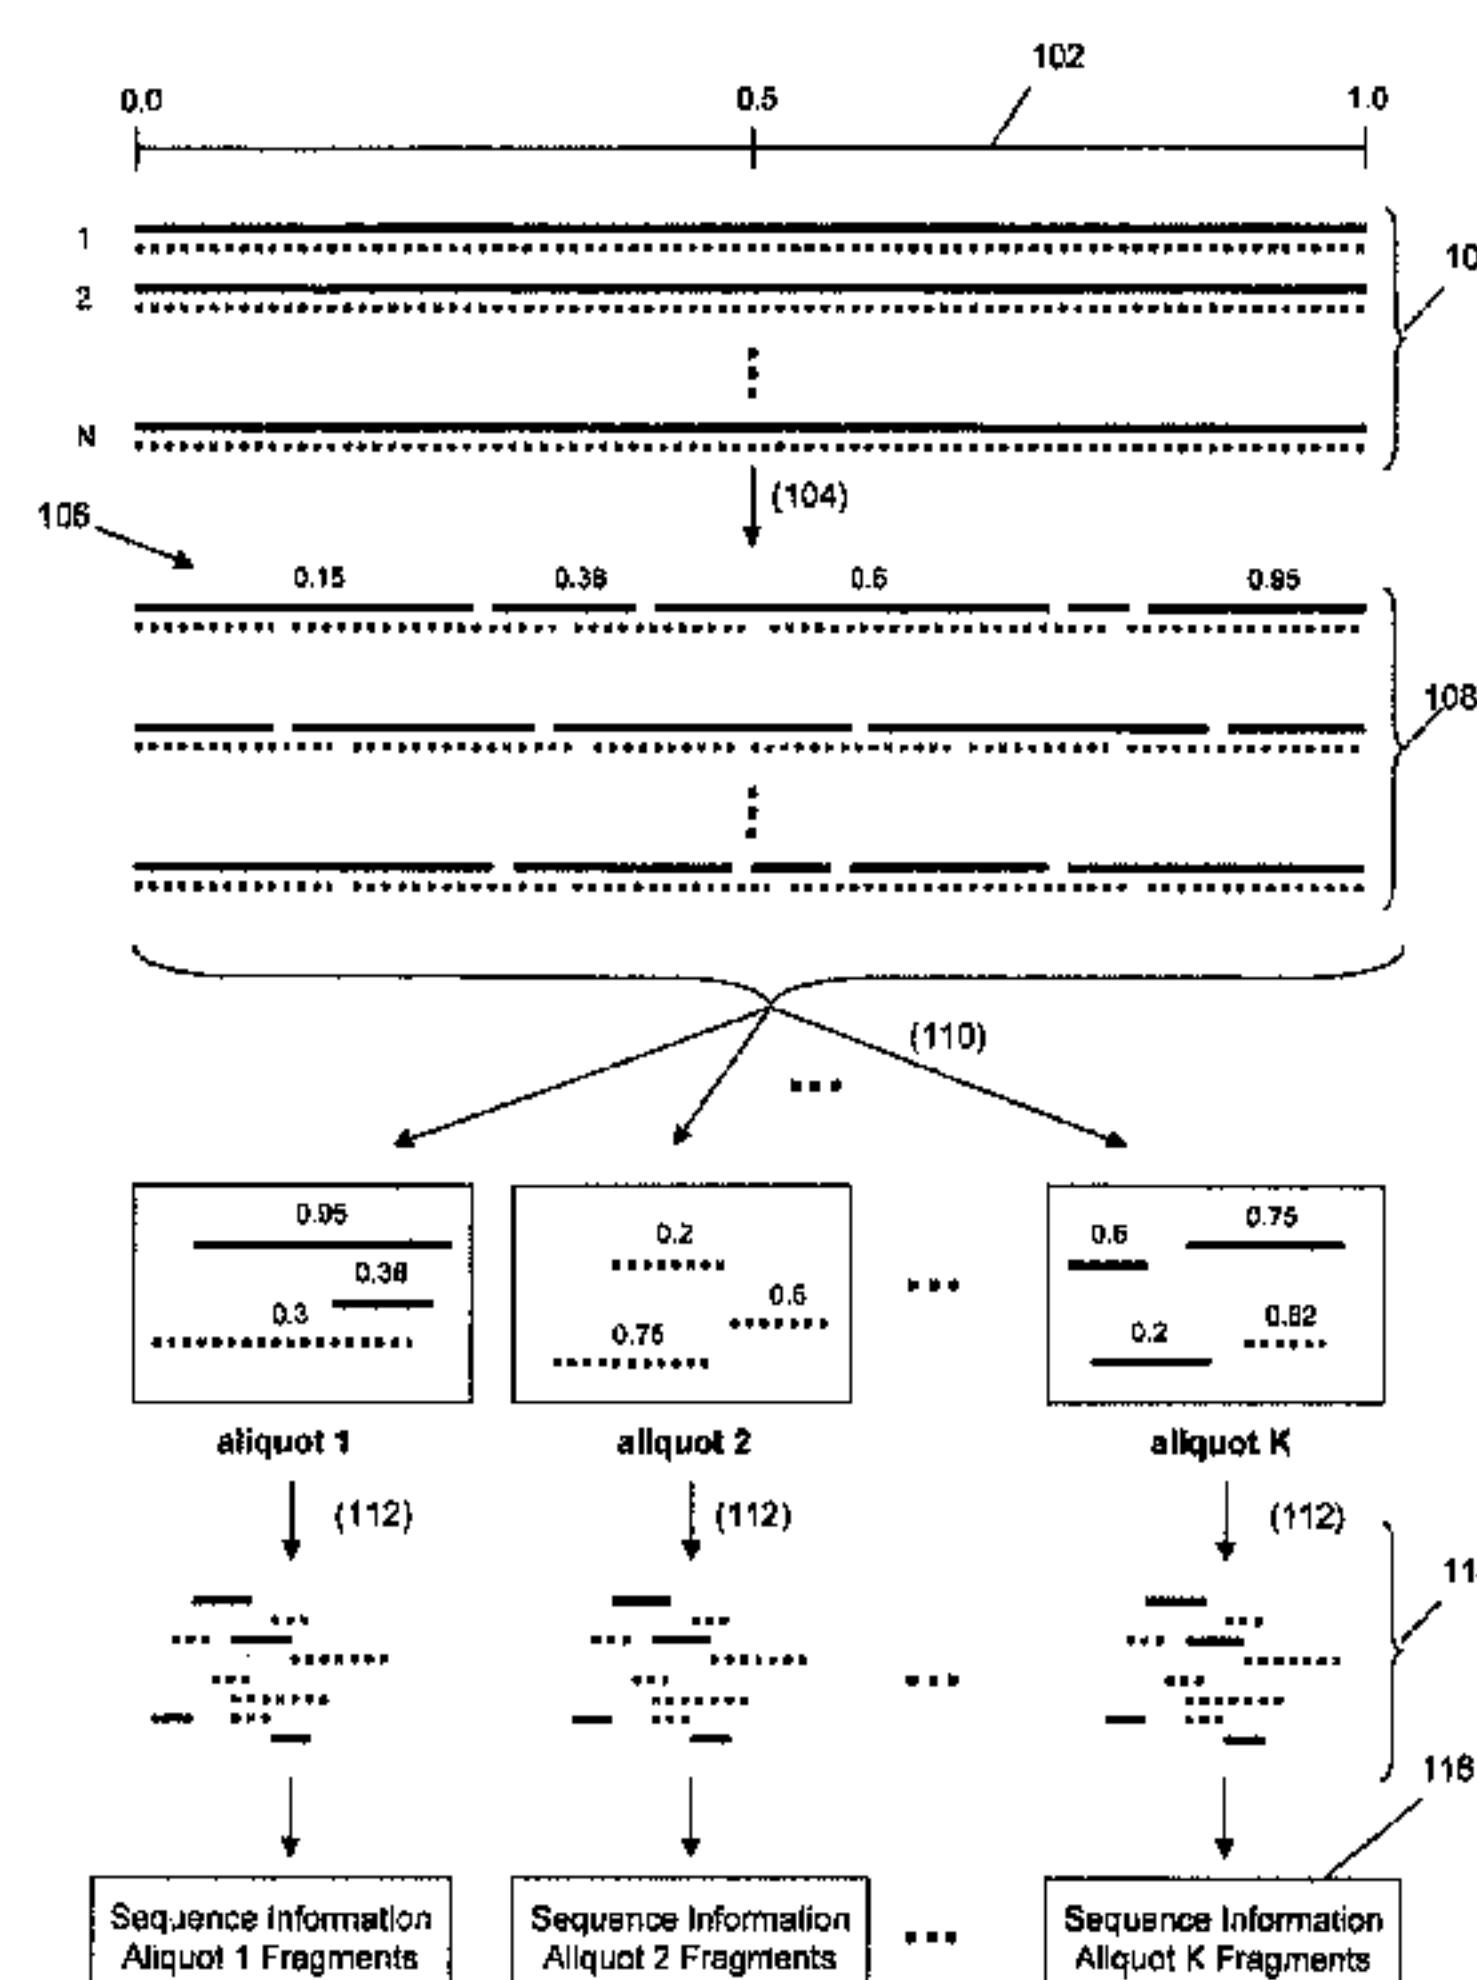 102
0.0 0.5 1.0
1
10
2
N
(104)
106
0.15 0.38 0.6 0.95
108
(110)
0.95
0.38
0.3
0.2
0.6
0.75
0.6
0.75
0.2
0.82
aliquot 1 aliquot 2 aliquot K
(112) (112) (112)
11
116
Sequence Information
Aliquot 1 Fragments
Sequence Information
Aliquot 2 Fragments
Sequence Information
Aliquot K Fragments